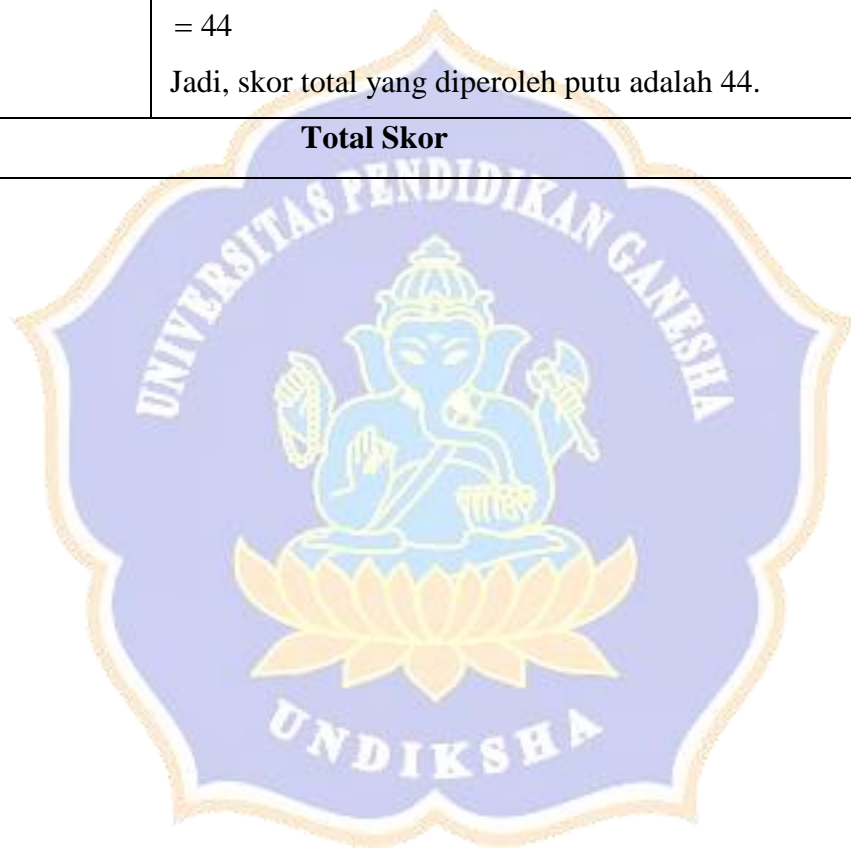 = 44
Jadi, skor total yang diperoleh putu adalah 44.
Total Skor
UNIVERSITAS PENDIDIKAN GANESHA
UNDIKSHA